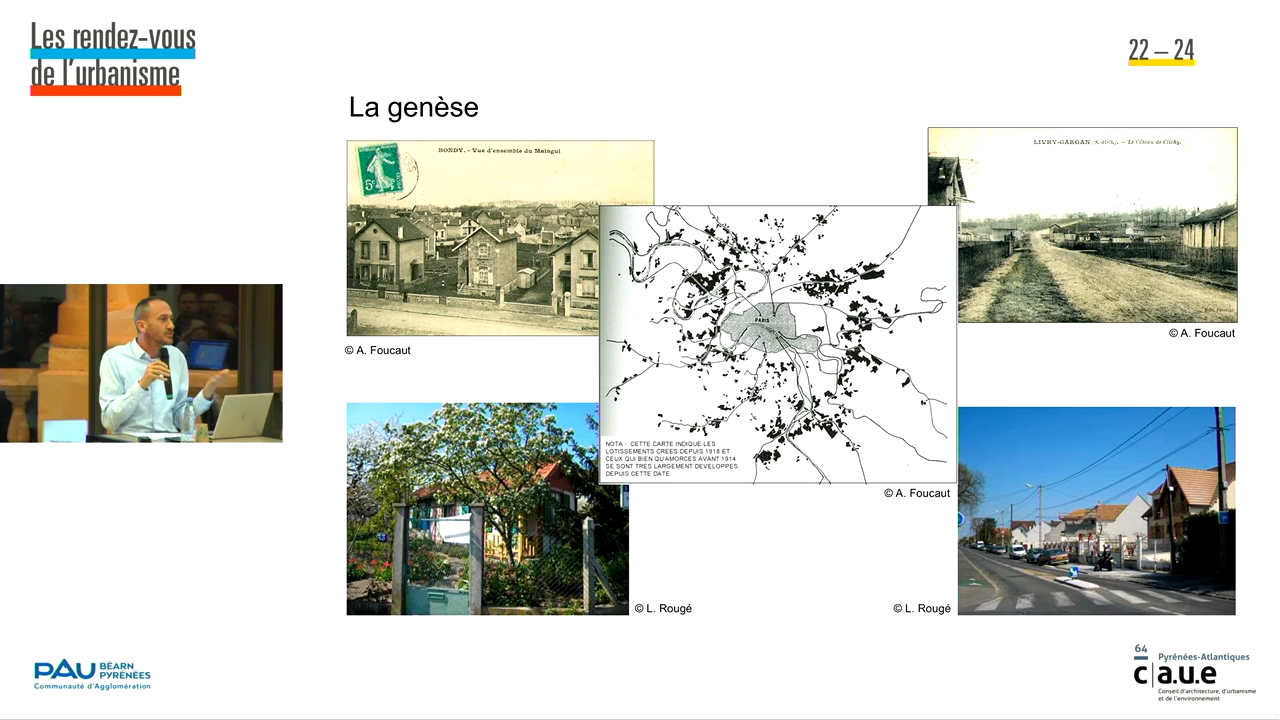 Les rendez-vous
de l'urbanisme
22 – 24
La genèse
BONDY. - Vue d'ensemble du Maingui
5c
LIVRY-GARGAN (S.-et-O.). — Le Côteau de Clichy.
PARIS
NOTA - CETTE CARTE INDIQUE LES
LOTISSEMENTS CREES DEPUIS 1918 ET
CEUX QUI BIEN QU'AMORCES AVANT 1914
SE SONT TRES LARGEMENT DEVELOPPES
DEPUIS CETTE DATE
© A. Foucaut
© A. Foucaut
© A. Foucaut
© L. Rougé
© L. Rougé
PAU BÉARN
PYRÉNÉES
Communauté d'Agglomération
64
Pyrénées-Atlantiques
c|a.u.e
Conseil d'architecture, d'urbanisme
et de l'environnement